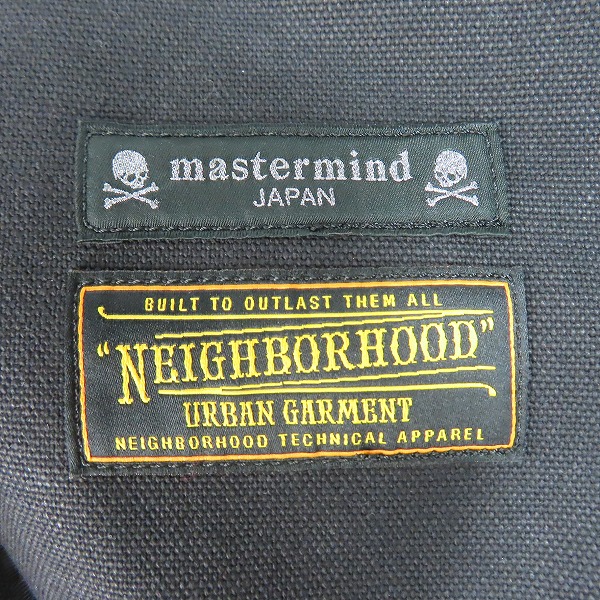 mastermind
JAPAN
BUILT TO OUTLAST THEM ALL
"NEIGHBORHOOD"
URBAN GARMENT
NEIGHBORHOOD TECHNICAL APPAREL